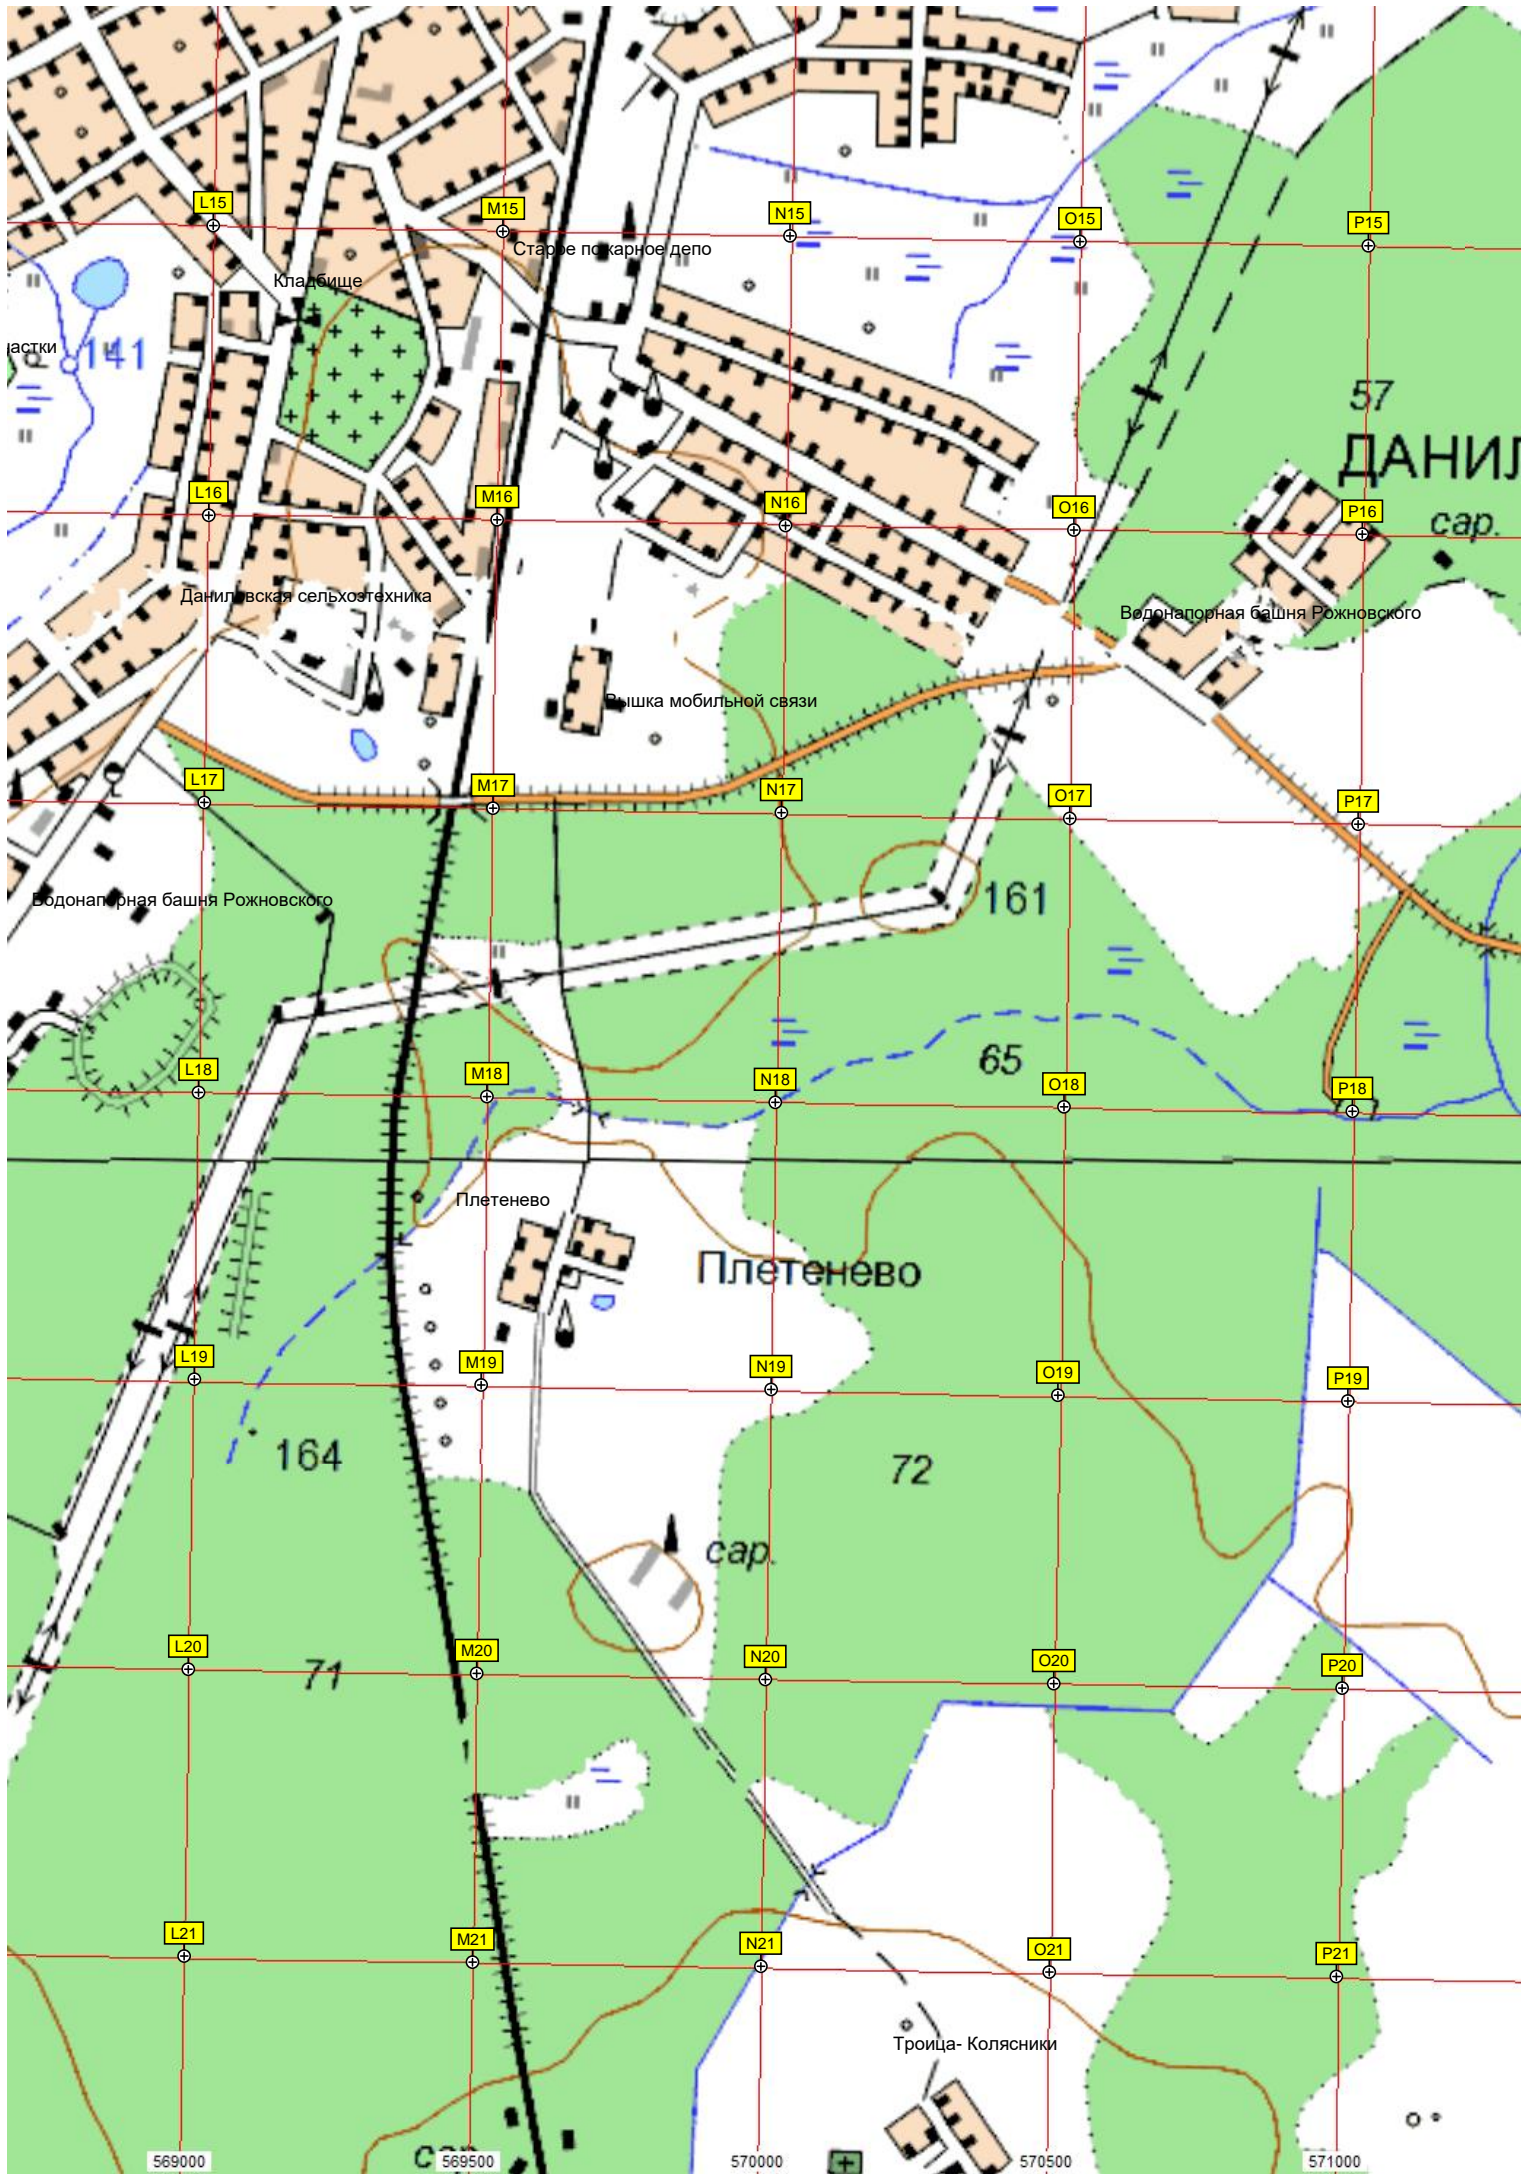 L15
M15
N15
O15
P15
Старое пожарное депо
Кладбище
частки
141
57
ДАНИЛ
L16
M16
N16
O16
P16
сар.
Даниловская сельхозтехника
Водонапорная башня Рожновского
Вышка мобильной связи
L17
M17
N17
O17
P17
Водонапорная башня Рожновского
161
65
L18
M18
N18
O18
P18
Плетенево
Плетенево
L19
M19
N19
O19
P19
164
72
сар.
L20
M20
N20
O20
P20
71
L21
M21
N21
O21
P21
Троица- Колясники
сар.
569000
569500
570000
570500
571000